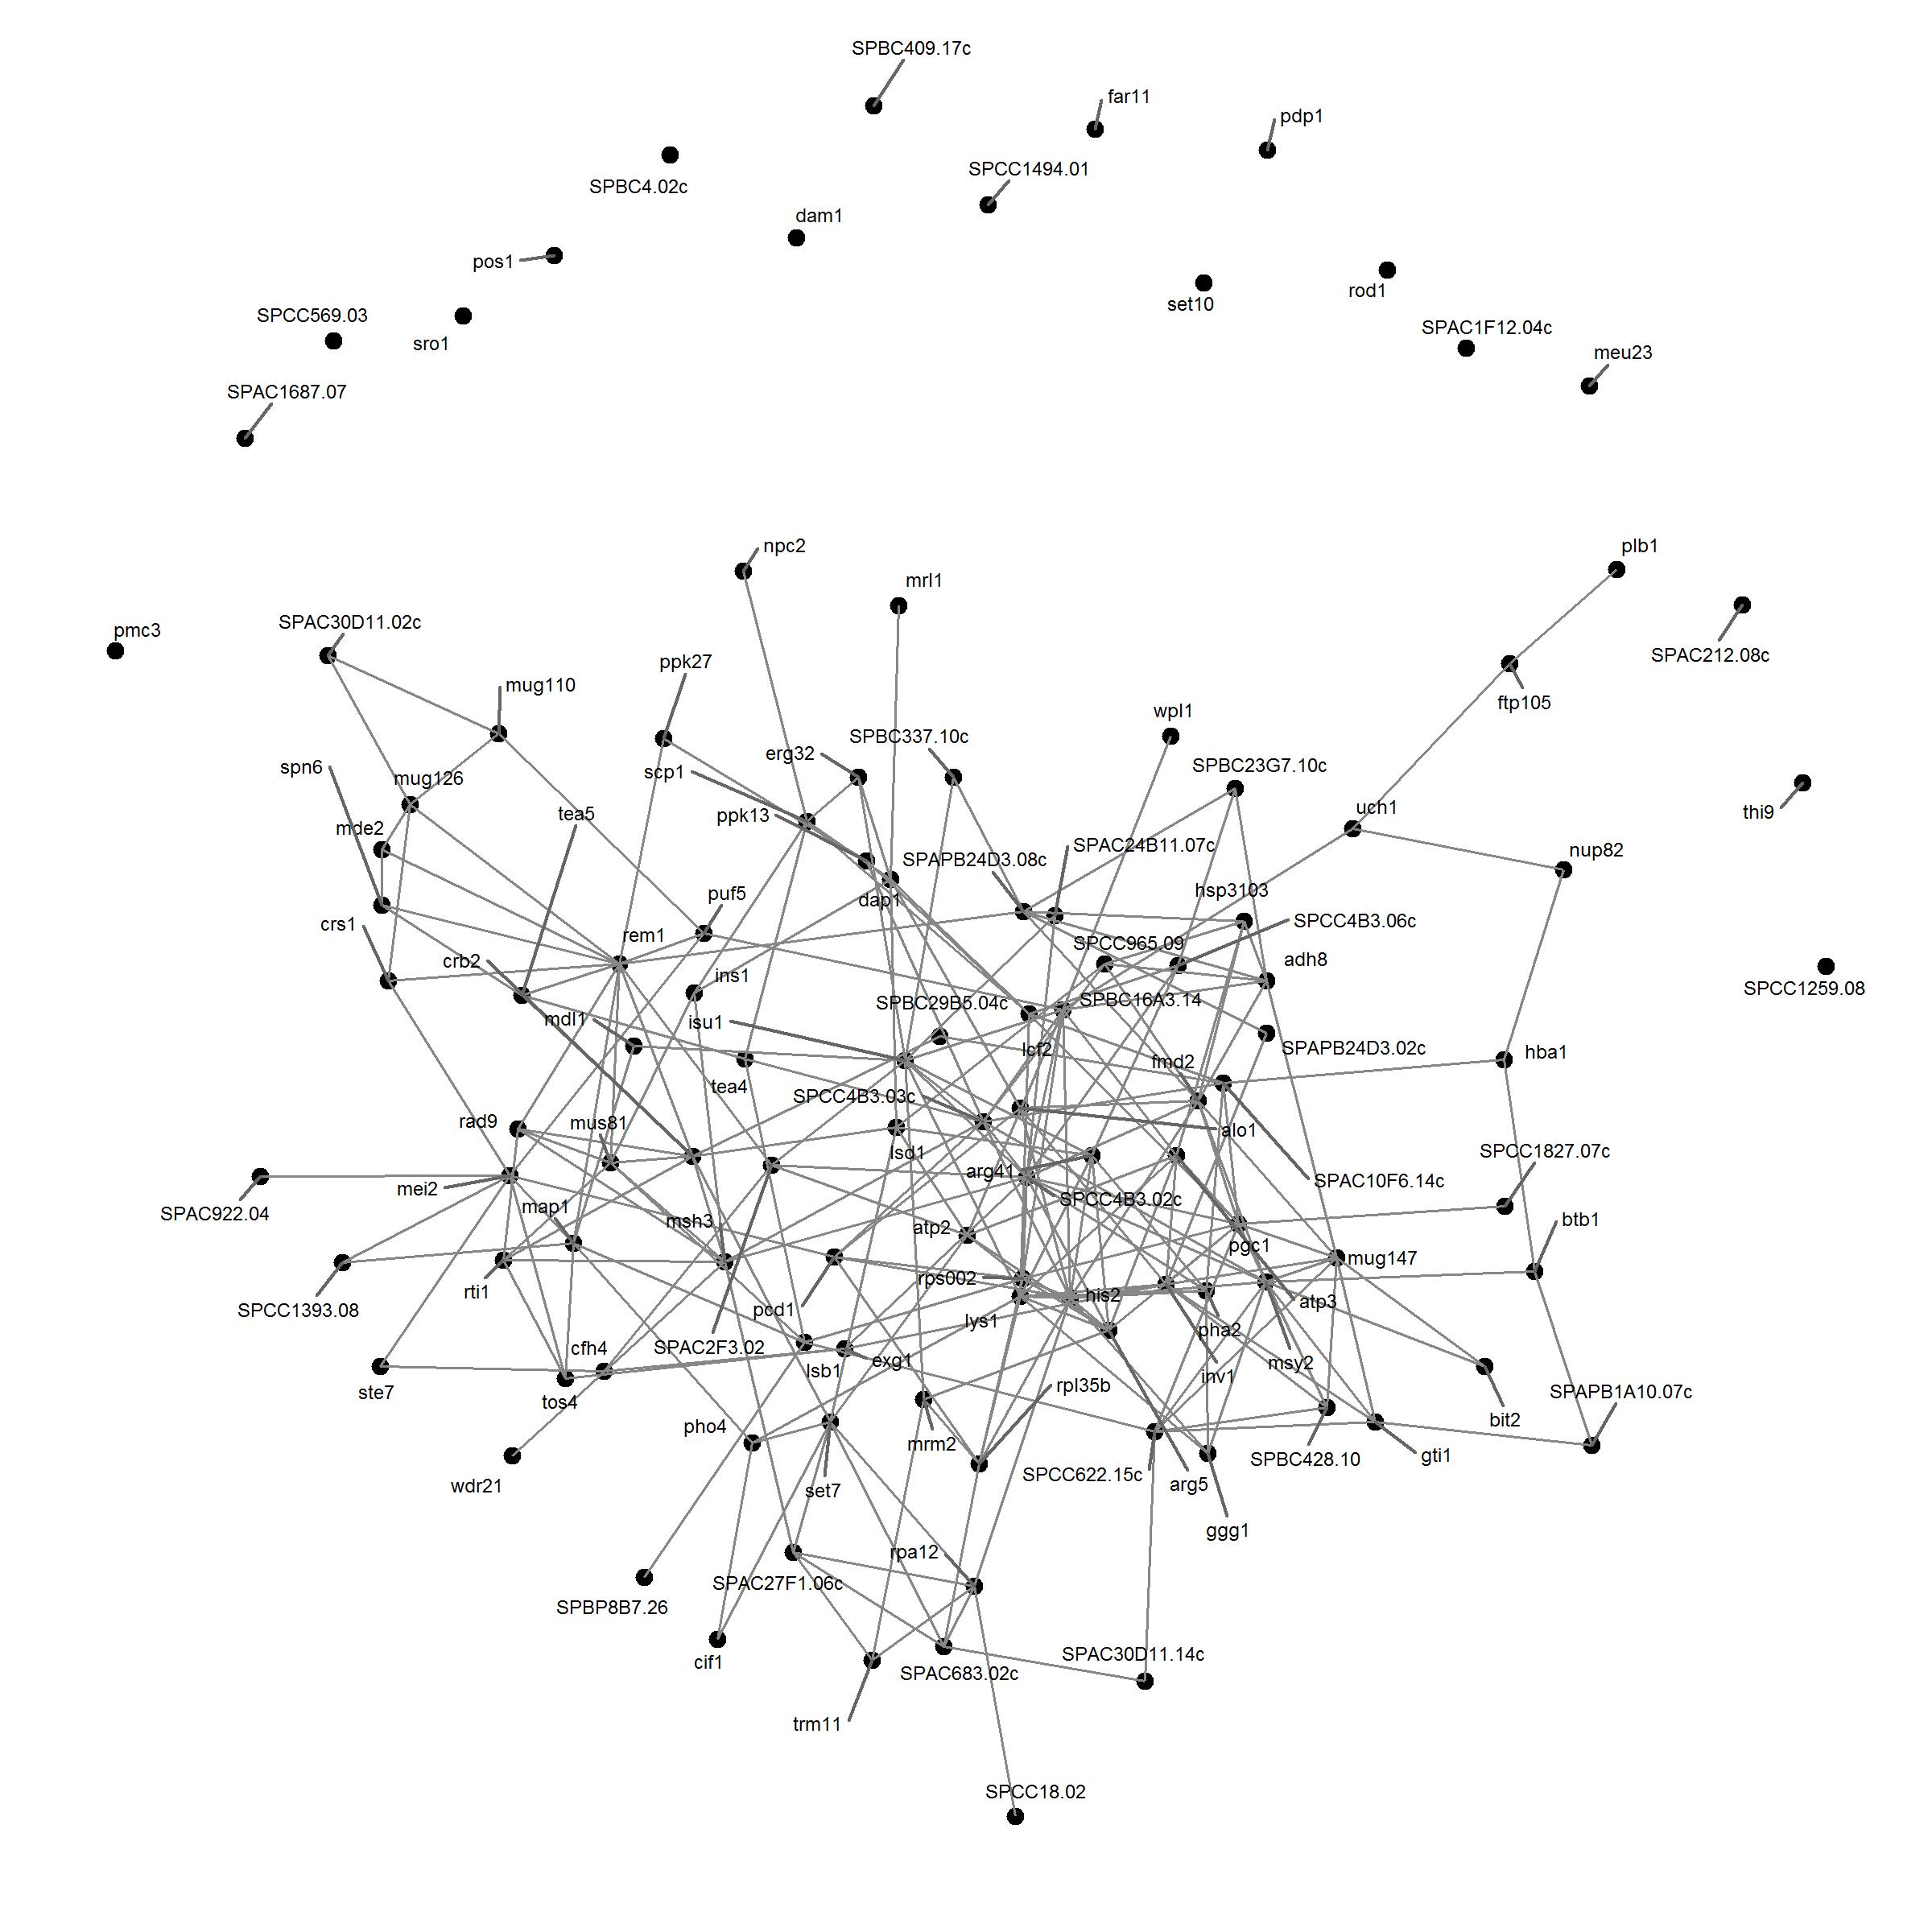 SPBC409.17c
far11
pdp1
SPCC1494.01
SPBC4.02c
dam1
pos1
set10
rod1
SPCC569.03
sro1
SPAC1F12.04c
meu23
SPAC1687.07
npc2
plb1
mrl1
SPAC30D11.02c
pmc3
SPAC212.08c
ppk27
mug110
ftp105
wpl1
SPBC337.10c
erg32
SPBC23G7.10c
spn6
scp1
mug126
uch1
thi9
tea5
ppk13
mde2
SPAC24B11.07c
nup82
SPAPB24D3.08c
hsp3103
puf5
dap1
SPCC4B3.06c
crs1
rem1
SPCC965.09
adh8
crb2
ins1
SPCC1259.08
SPBC29B5.04c
SPBC16A3.14
mdl1
isu1
lcf2
SPAPB24D3.02c
hba1
fmd2
tea4
SPCC4B3.03c
rad9
mus81
alo1
lsd1
SPCC1827.07c
arg41
SPAC10F6.14c
mei2
SPCC4B3.02c
map1
SPAC922.04
msh3
btb1
atp2
pgc1
mug147
rps002
rti1
his2
atp3
SPCC1393.08
pcd1
lys1
pha2
cfh4
SPAC2F3.02
exg1
msy2
lsb1
inv1
ste7
rpl35b
SPAPB1A10.07c
tos4
bit2
pho4
mrm2
gti1
SPBC428.10
SPCC622.15c
wdr21
set7
arg5
ggg1
rpa12
SPAC27F1.06c
SPBP8B7.26
SPAC30D11.14c
cif1
SPAC683.02c
trm11
SPCC18.02